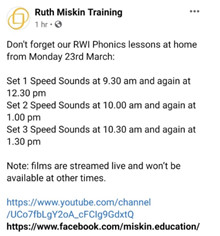 Ruth Miskin Training
1 hr •
Don't forget our RWI Phonics lessons at home
from Monday 23rd March:
Set 1 Speed Sounds at 9.30 am and again at
12.30 pm
Set 2 Speed Sounds at 10.00 am and again at
1.00 pm
Set 3 Speed Sounds at 10.30 am and again at
1.30 pm
Note: films are streamed live and won't be
available at other times.
https://www.youtube.com/channel
/UCo7fbLgY2oA_cFCIg9GdxtQ
https://www.facebook.com/miskin.education/